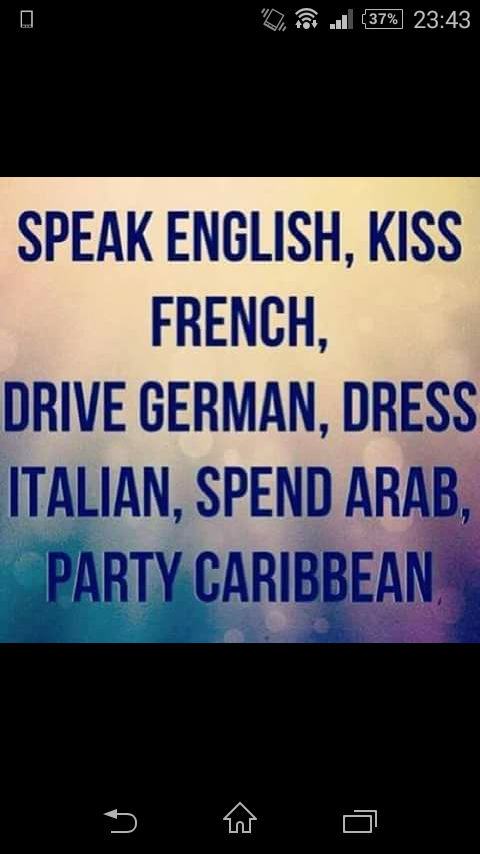 37% 23:43
SPEAK ENGLISH, KISS
FRENCH,
DRIVE GERMAN, DRESS
ITALIAN, SPEND ARAB,
PARTY CARIBBEAN